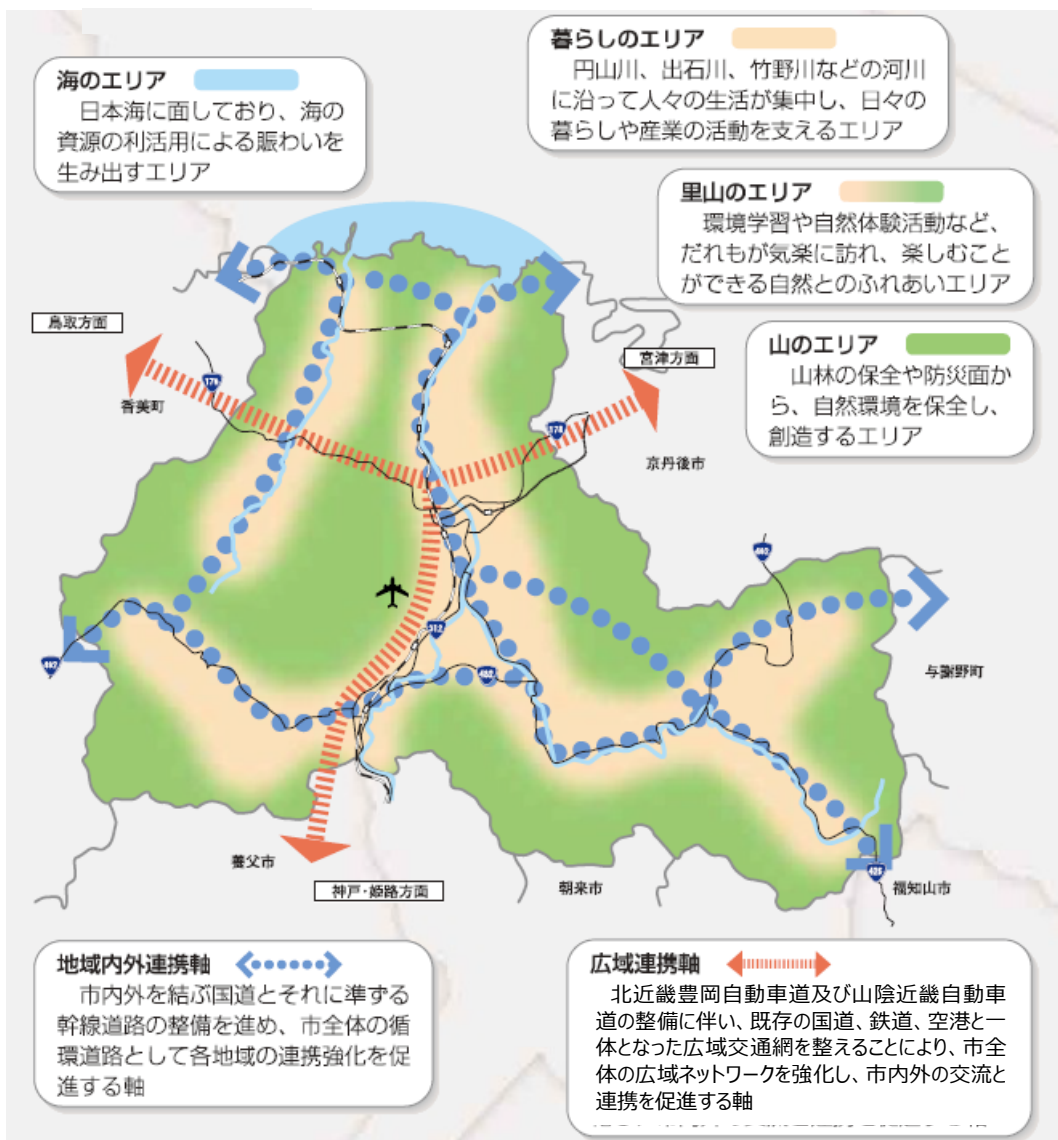 海のエリア
日本海に面しており、海の
資源の利活用による賑わいを
生み出すエリア
暮らしのエリア
円山川、出石川、竹野川などの河川
に沿って人々の生活が集中し、日々の
暮らしや産業の活動を支えるエリア
里山のエリア
環境学習や自然体験活動など、
だれもが気楽に訪れ、楽しむこと
ができる自然とのふれあいエリア
山のエリア
山林の保全や防災面か
ら、自然環境を保全し、
創造するエリア
鳥取方面
宮津方面
178
香美町
178
京丹後市
482
312
482
482
与謝野町
養父市
神戸・姫路方面
朝来市
426
福知山市
地域内外連携軸
市内外を結ぶ国道とそれに準ずる
幹線道路の整備を進め、市全体の循
環道路として各地域の連携強化を促
進する軸
広域連携軸
北近畿豊岡自動車道及び山陰近畿自動車
道の整備に伴い、既存の国道、鉄道、空港と一
体となった広域交通網を整えることにより、市全
体の広域ネットワークを強化し、市内外の交流と
連携を促進する軸